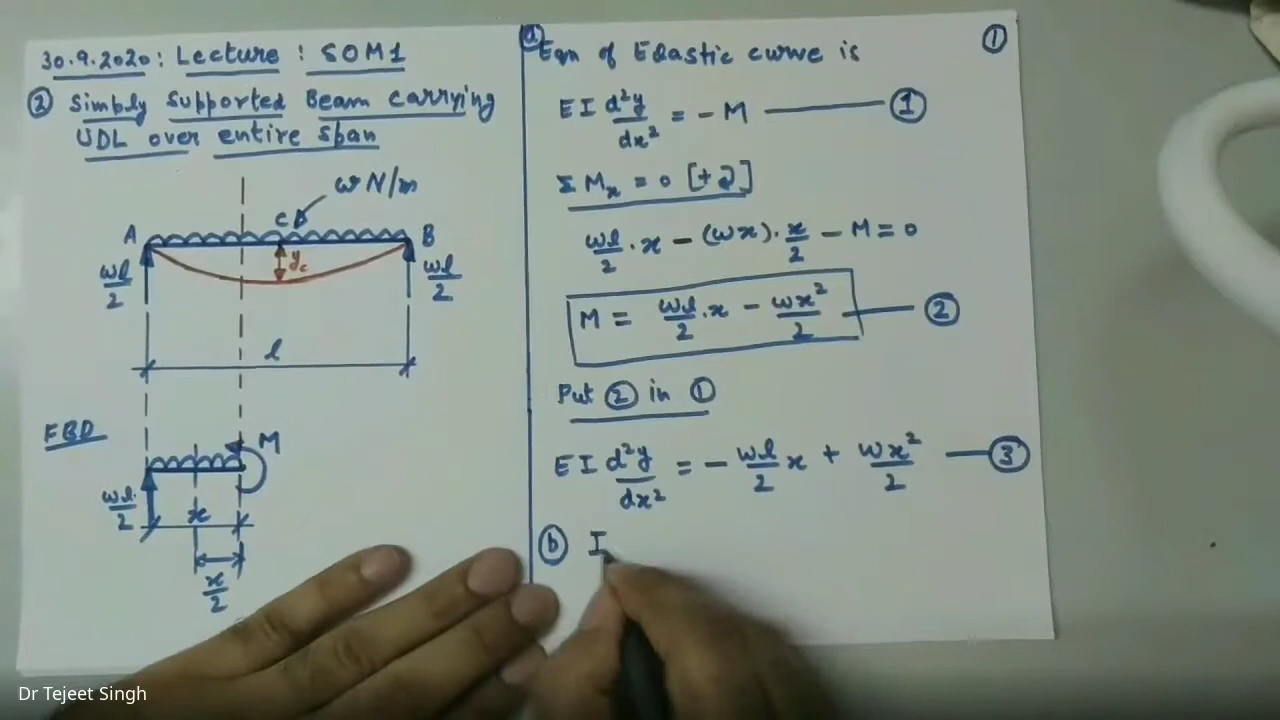 30.9.2020: Lecture: SOM1
② Simply Supported Beam carrying
UDL over entire span
w N/m
A C B
yc
wl/2 wl/2
l
FBD
M
wl/2
x
x/2
ⓐ Eqn of Elastic curve is
①
EI d²y/dx² = - M ①
ΣMx = 0 [+↻]
wl/2 . x - (wx) . x/2 - M = 0
M = wl/2 . x - wx²/2 ②
Put ② in ①
EI d²y/dx² = - wl/2 x + wx²/2 ③
ⓑ I
Dr Tejeet Singh